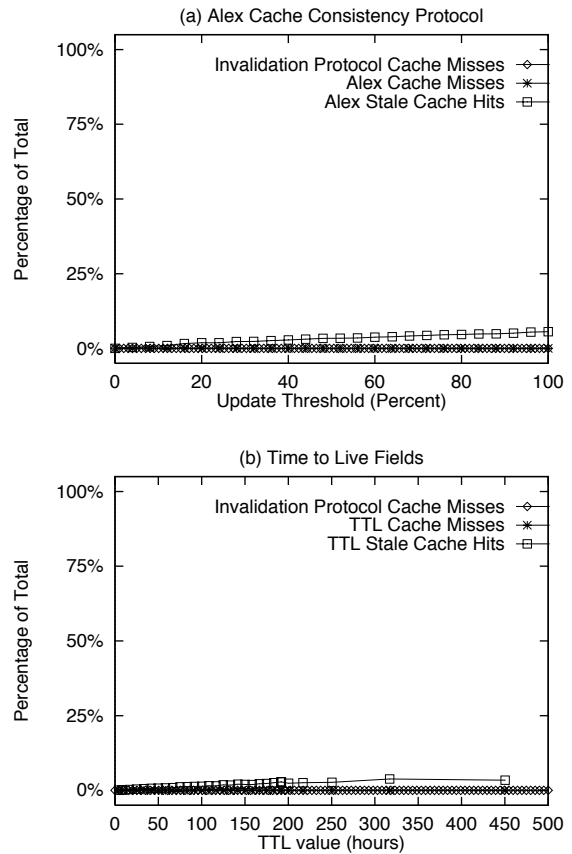 (a) Alex Cache Consistency Protocol
100%
Invalidation Protocol Cache Misses
Alex Cache Misses
Alex Stale Cache Hits
75%
Percentage of Total
50%
25%
0%
0 20 40 60 80 100
Update Threshold (Percent)
(b) Time to Live Fields
100%
Invalidation Protocol Cache Misses
TTL Cache Misses
TTL Stale Cache Hits
75%
Percentage of Total
50%
25%
0%
0 50 100 150 200 250 300 350 400 450 500
TTL value (hours)